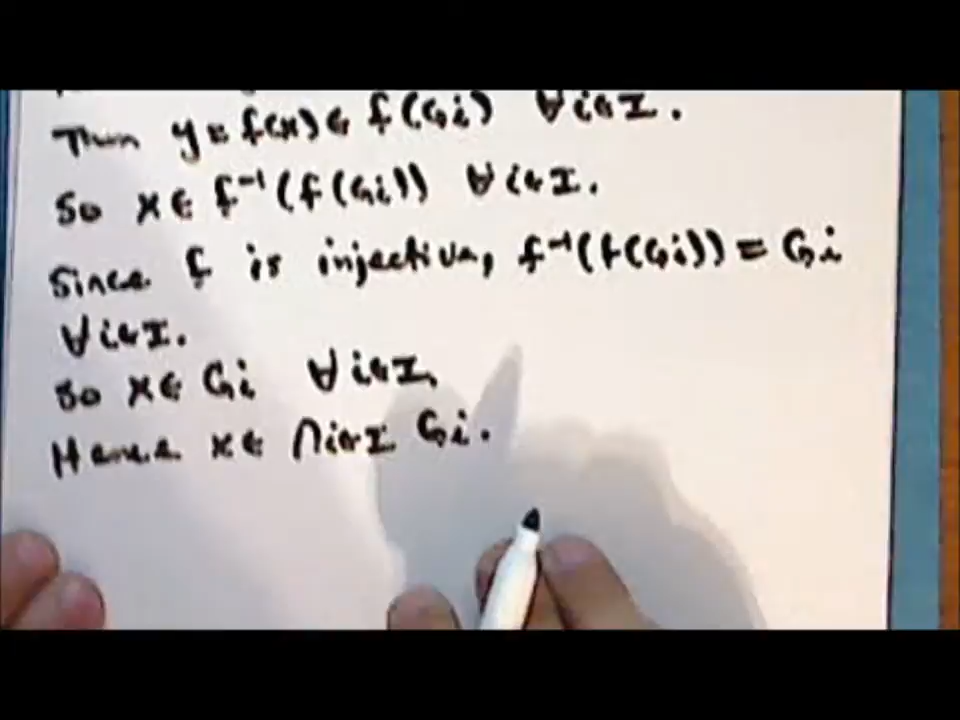 Then y = f(x) ∈ f(Gi) ∀i∈I.
So x ∈ f⁻¹(f(Gi)) ∀i∈I.
Since f is injective, f⁻¹(f(Gi)) = Gi
∀i∈I.
So x ∈ Gi ∀i∈I.
Hence x ∈ ∩i∈I Gi.